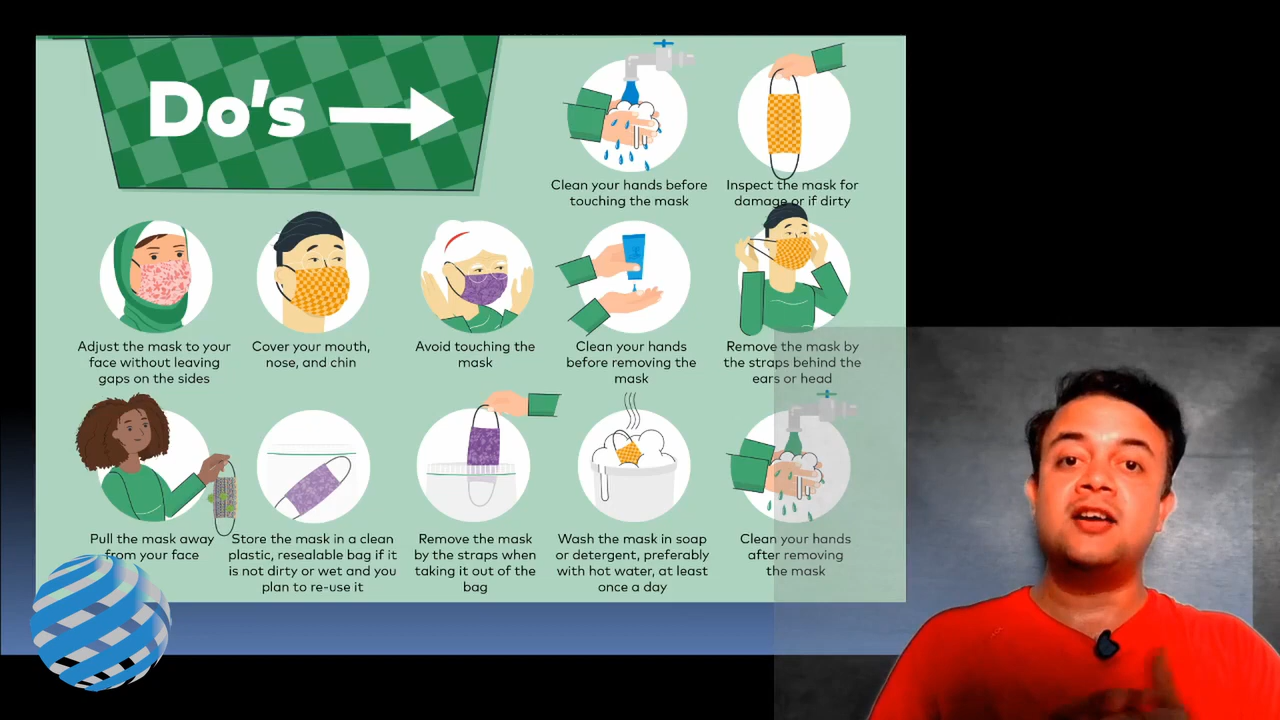 Do's
Clean your hands before
touching the mask
Inspect the mask for
damage or if dirty
Adjust the mask to your
face without leaving
gaps on the sides
Cover your mouth,
nose, and chin
Avoid touching the
mask
Clean your hands
before removing the
mask
Remove the mask by
the straps behind the
ears or head
Pull the mask away
from your face
Store the mask in a clean
plastic, resealable bag if it
is not dirty or wet and you
plan to re-use it
Remove the mask
by the straps when
taking it out of the
bag
Wash the mask in soap
or detergent, preferably
with hot water, at least
once a day
Clean your hands
after removing
the mask